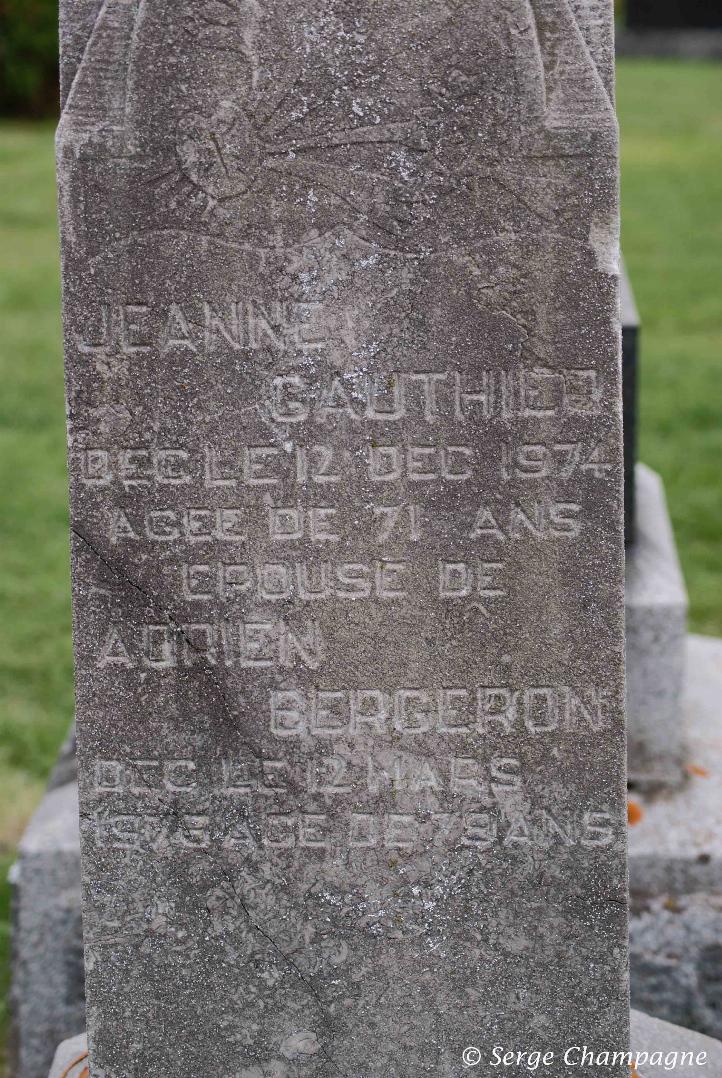 JEANNE
GAUTHIER
DEC LE 12 DEC 1974
AGEE DE 71 ANS
EPOUSE DE
ADRIEN
BERGERON
DEC LE 12 MARS
AGE DE 79 ANS
© Serge Champagne